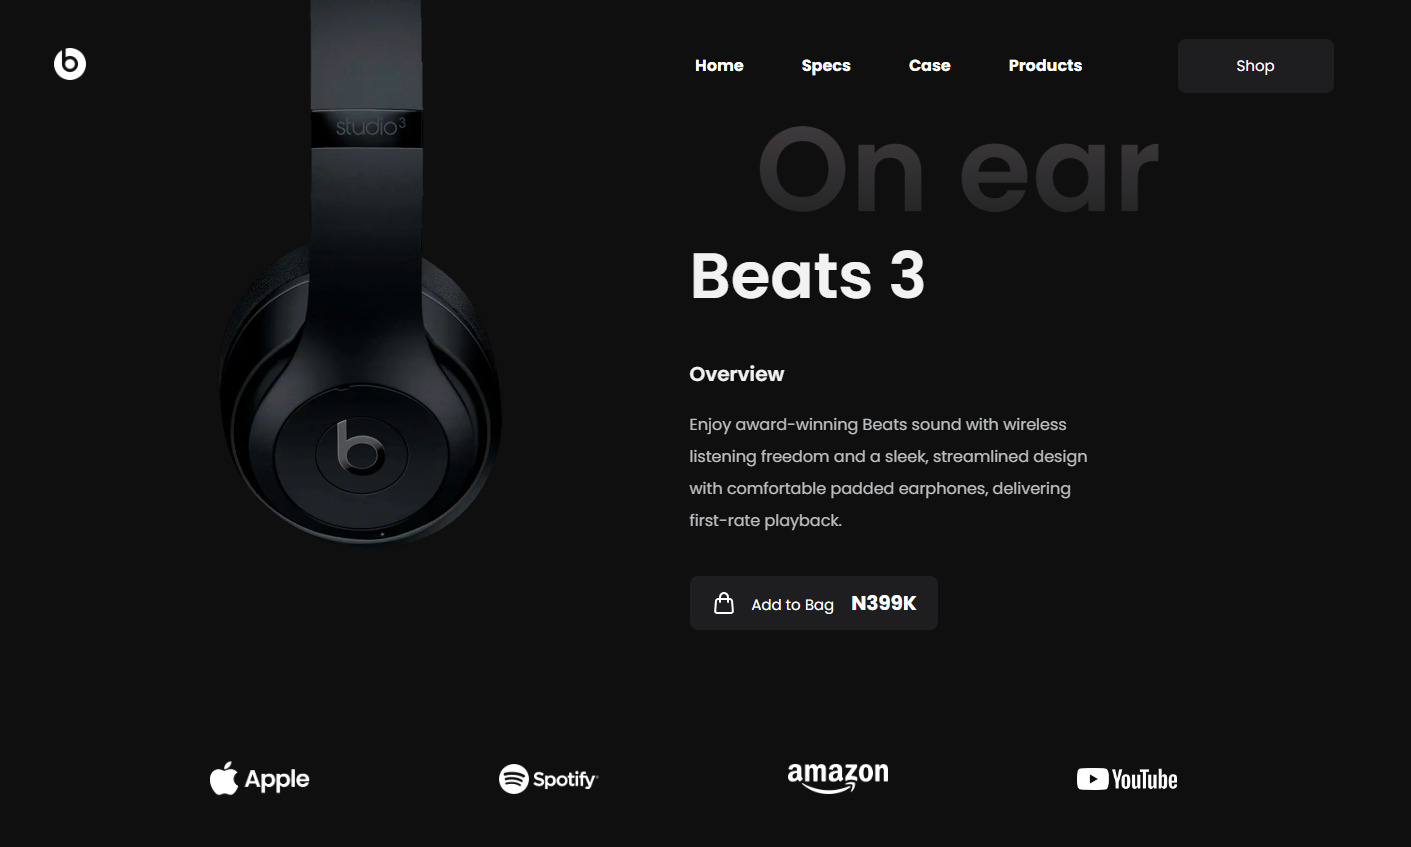 b
Home Specs Case Products Shop
studio3
On ear
Beats 3
Overview
Enjoy award-winning Beats sound with wireless
listening freedom and a sleek, streamlined design
with comfortable padded earphones, delivering
first-rate playback.
b
Add to Bag N399K
Apple Spotify amazon YouTube